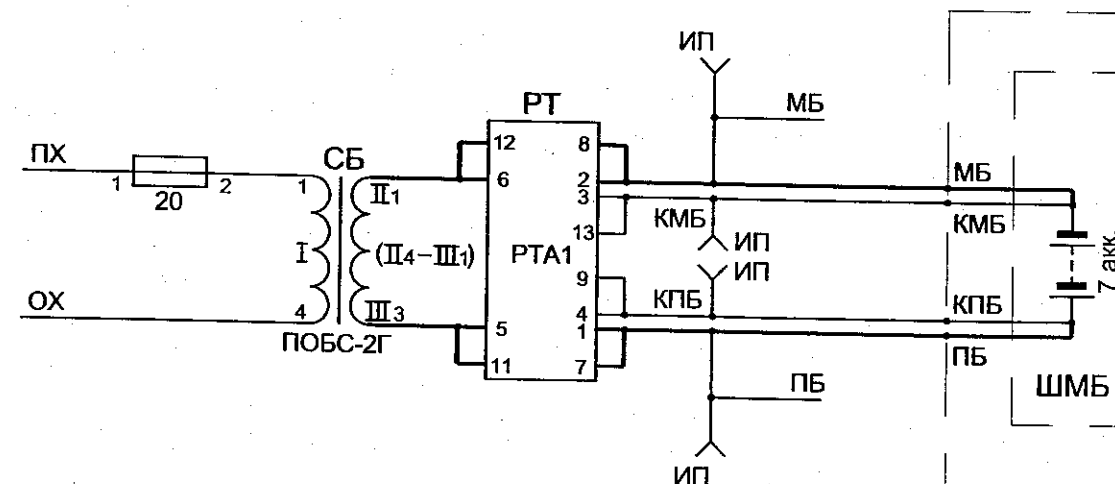 ИП
РТ
МБ
ПХ
1
20
2
СБ
1
I
4
II₁
(II₄–III₁)
III₃
ОХ
ПОБС-2Г
12
6
5
11
РТА1
8
2
3
13
9
4
1
7
КМБ
ИП
ИП
КПБ
ПБ
ИП
МБ
КМБ
КПБ
ПБ
7 акк.
ШМБ